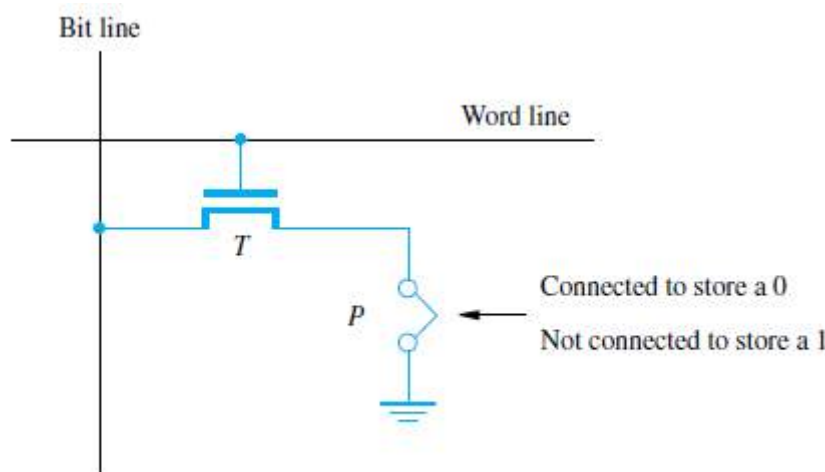 Bit line
Word line
T
P
Connected to store a 0
Not connected to store a 1